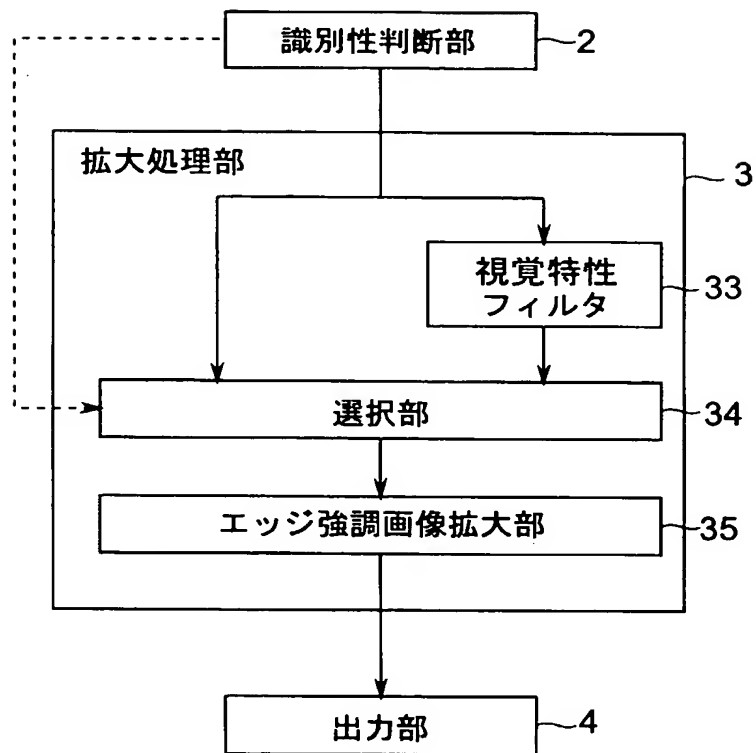 識別性判断部
2
拡大処理部
3
視覚特性
フィルタ
33
選択部
34
エッジ強調画像拡大部
35
出力部
4